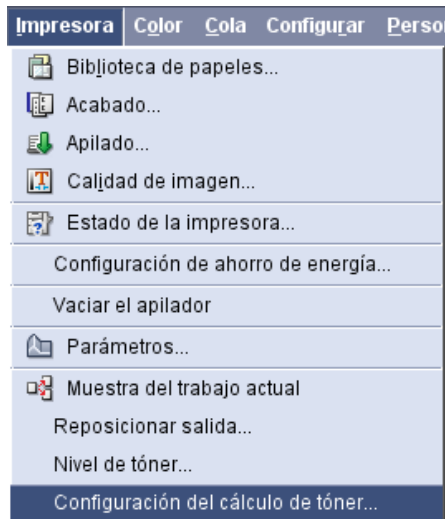 Impresora Color Cola Configurar Perso
Biblioteca de papeles...
Acabado...
Apilado...
Calidad de imagen...
Estado de la impresora...
Configuración de ahorro de energía...
Vaciar el apilador
Parámetros...
Muestra del trabajo actual
Reposicionar salida...
Nivel de tóner...
Configuración del cálculo de tóner...